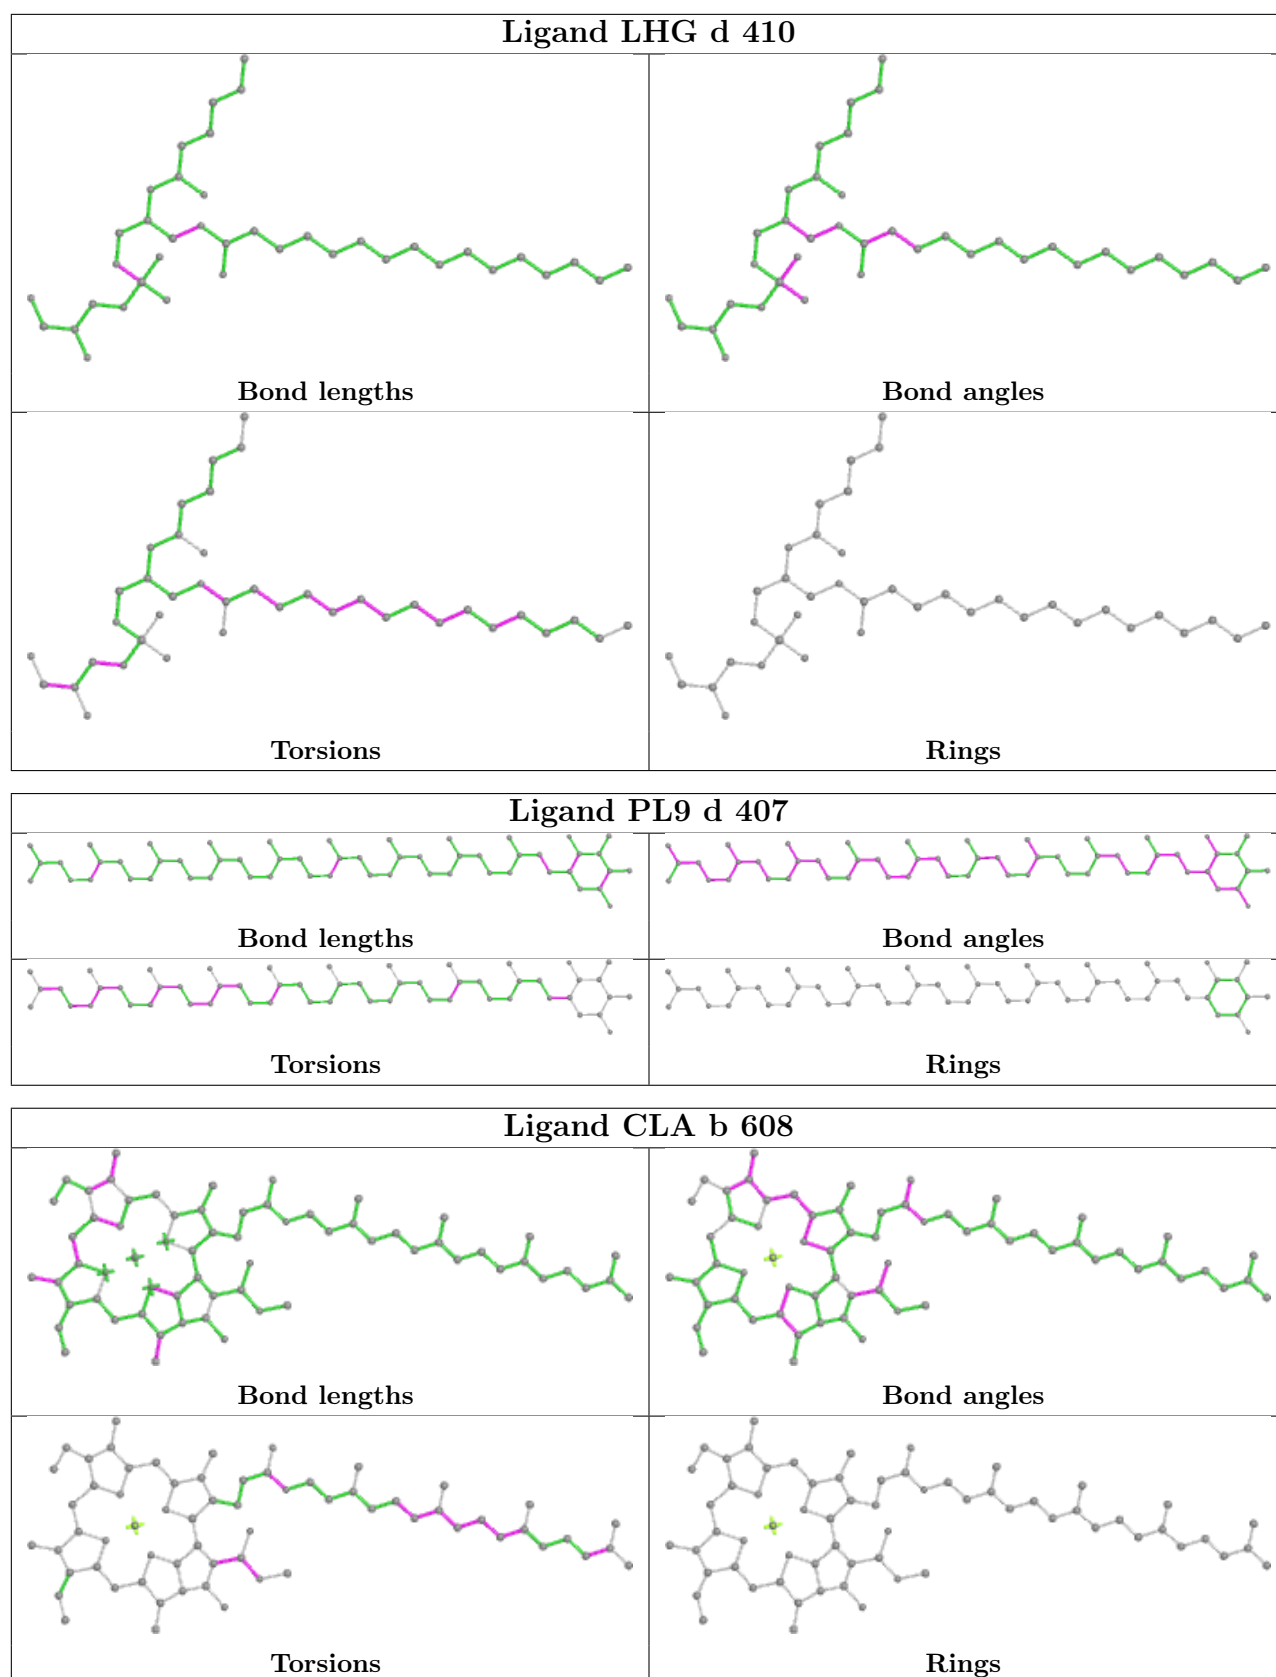 Ligand LHG d 410
Bond lengths
Bond angles
Torsions
Rings
Ligand PL9 d 407
Bond lengths
Bond angles
Torsions
Rings
Ligand CLA b 608
Bond lengths
Bond angles
Torsions
Rings